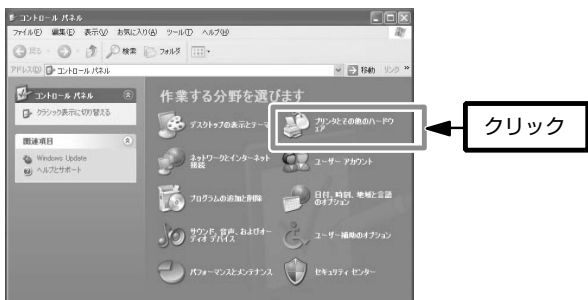 コントロール パネル
ファイル(F) 編集(E) 表示(V) お気に入り(A) ツール(T) ヘルプ(H)
戻る 検索 フォルダ
アドレス(D) コントロール パネル 移動 リンク »
コントロール パネル
クラシック表示に切り替える
関連項目
Windows Update
ヘルプとサポート
作業する分野を選びます
デスクトップの表示とテーマ
プリンタとその他のハードウ
ェア
ネットワークとインターネット
接続
ユーザー アカウント
プログラムの追加と削除
日付、時刻、地域と言語
のオプション
サウンド、音声、およびオー
ディオ デバイス
ユーザー補助のオプション
パフォーマンスとメンテナンス
セキュリティ センター
クリック